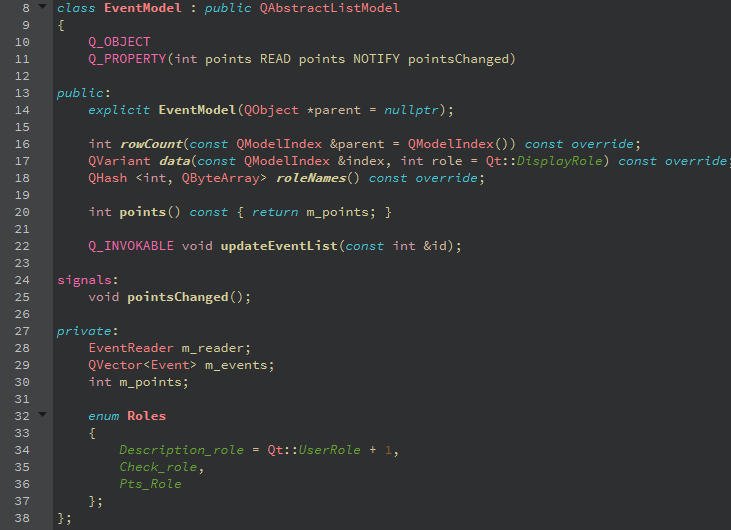 8 class EventModel : public QAbstractListModel
9 {
10     Q_OBJECT
11     Q_PROPERTY(int points READ points NOTIFY pointsChanged)
12
13 public:
14     explicit EventModel(QObject *parent = nullptr);
15
16     int rowCount(const QModelIndex &parent = QModelIndex()) const override;
17     QVariant data(const QModelIndex &index, int role = Qt::DisplayRole) const override;
18     QHash <int, QByteArray> roleNames() const override;
19
20     int points() const { return m_points; }
21
22     Q_INVOKABLE void updateEventList(const int &id);
23
24 signals:
25     void pointsChanged();
26
27 private:
28     EventReader m_reader;
29     QVector<Event> m_events;
30     int m_points;
31
32     enum Roles
33     {
34         Description_role = Qt::UserRole + 1,
35         Check_role,
36         Pts_Role
37     };
38 };